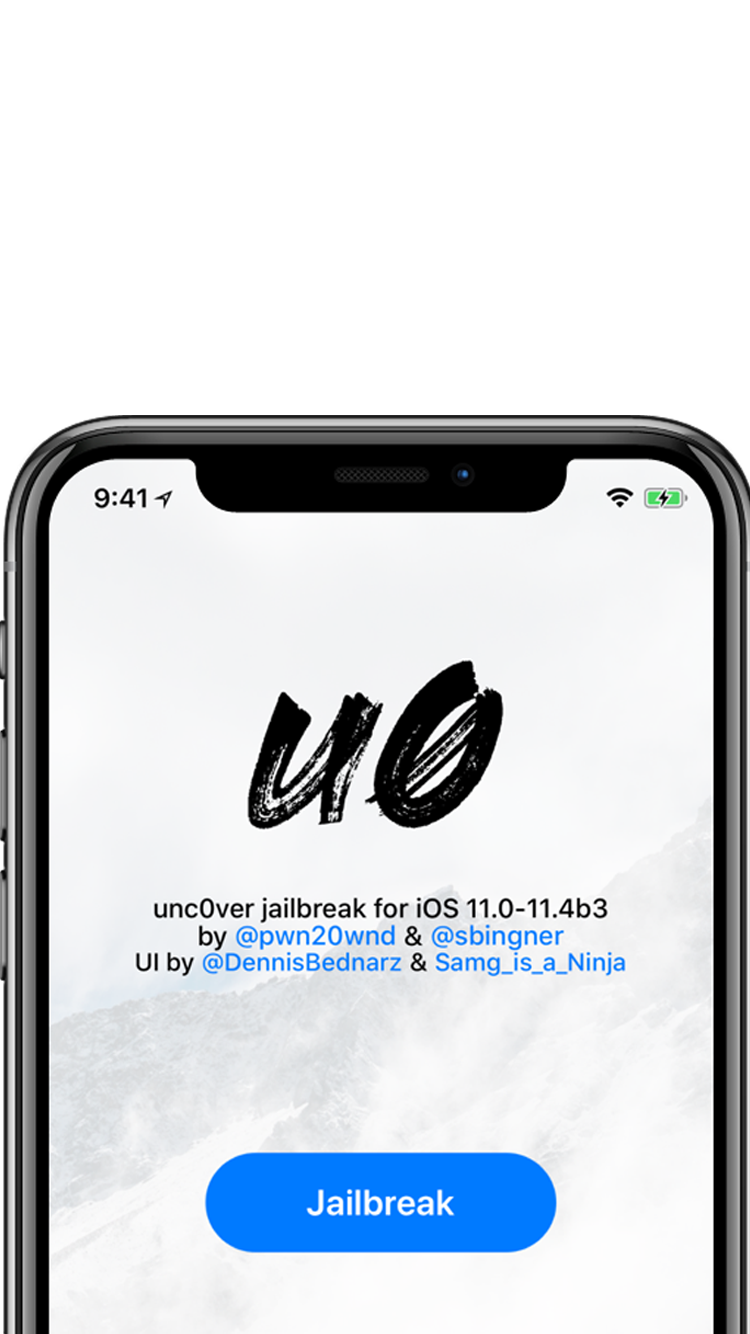 9:41
u0
unc0ver jailbreak for iOS 11.0-11.4b3
by @pwn20wnd & @sbingner
UI by @DennisBednarz & Samg_is_a_Ninja
Jailbreak